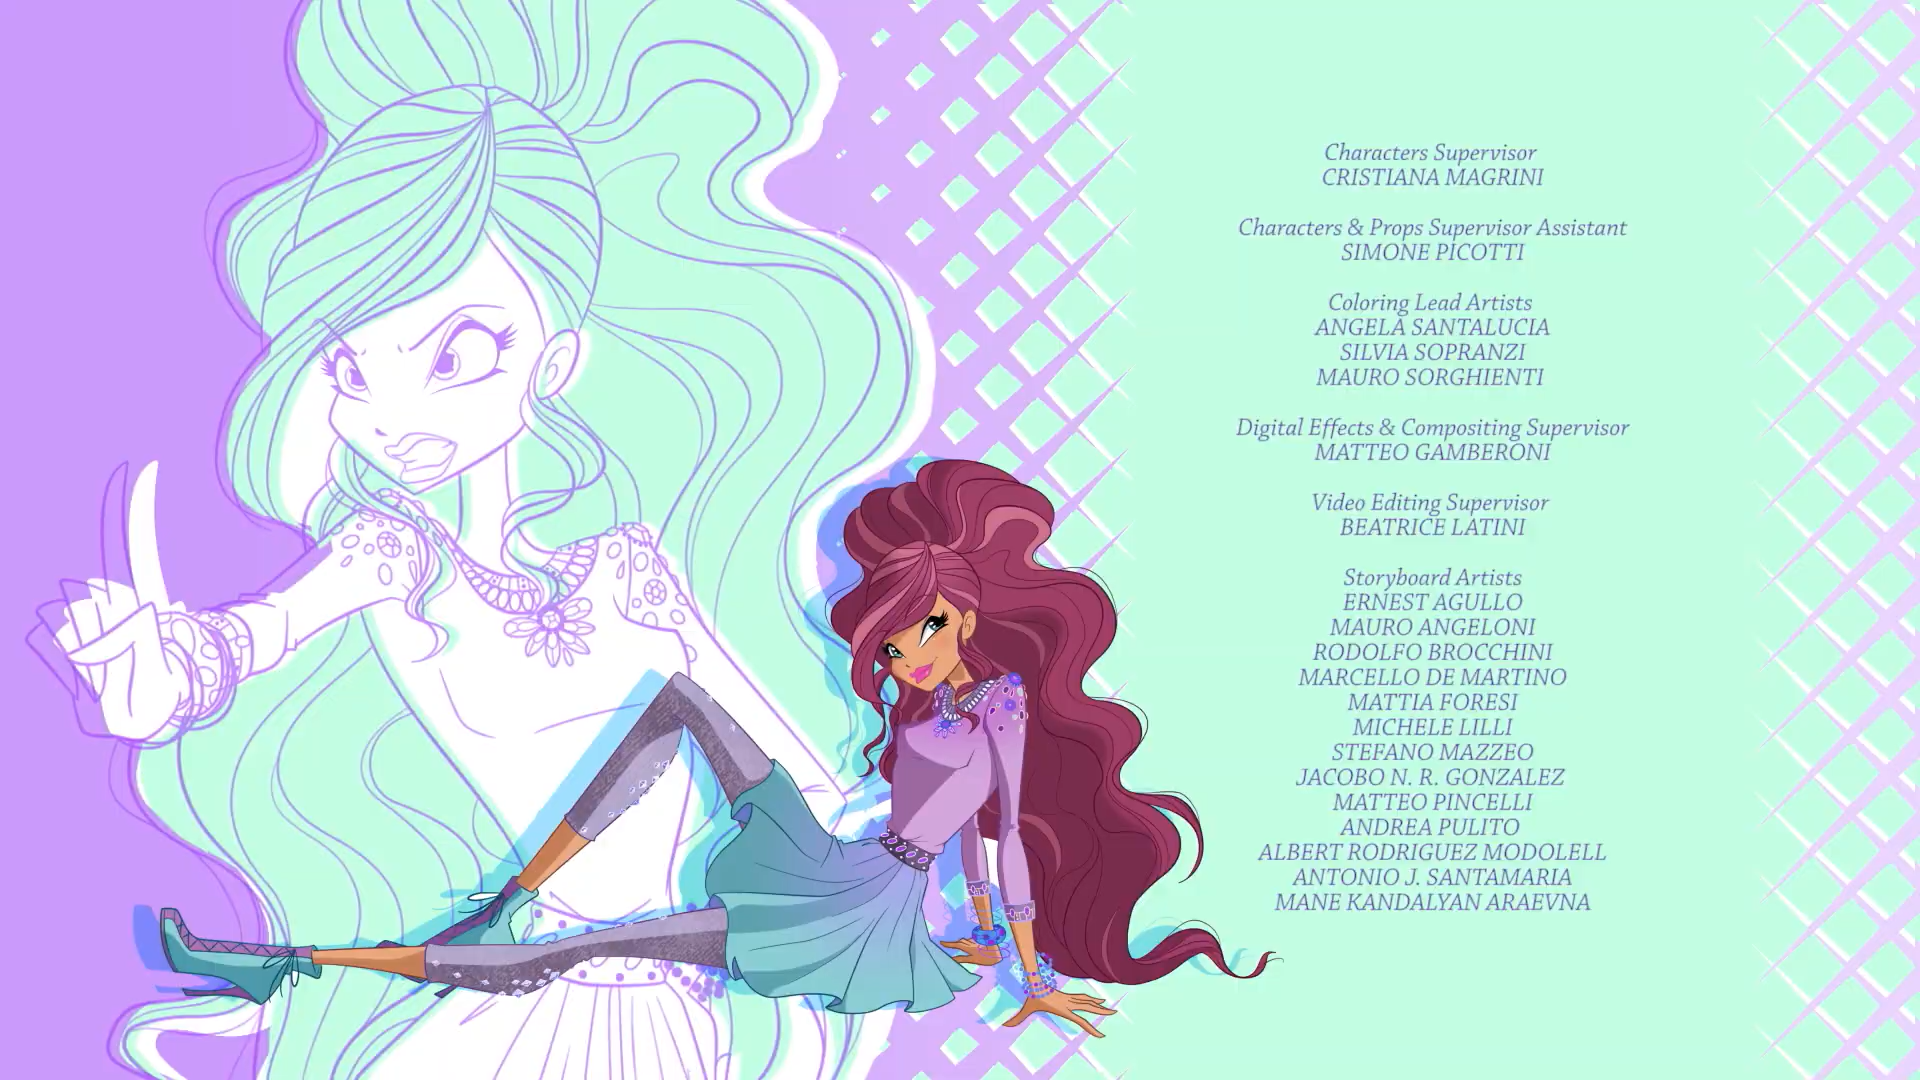 Characters Supervisor
CRISTIANA MAGRINI
Characters & Props Supervisor Assistant
SIMONE PICOTTI
Coloring Lead Artists
ANGELA SANTALUCIA
SILVIA SOPRANZI
MAURO SORGHIENTI
Digital Effects & Compositing Supervisor
MATTEO GAMBERONI
Video Editing Supervisor
BEATRICE LATINI
Storyboard Artists
ERNEST AGULLO
MAURO ANGELONI
RODOLFO BROCCHINI
MARCELLO DE MARTINO
MATTIA FORESI
MICHELE LILLI
STEFANO MAZZEO
JACOBO N. R. GONZALEZ
MATTEO PINCELLI
ANDREA PULITO
ALBERT RODRIGUEZ MODOLELL
ANTONIO J. SANTAMARIA
MANE KANDALYAN ARAEVNA